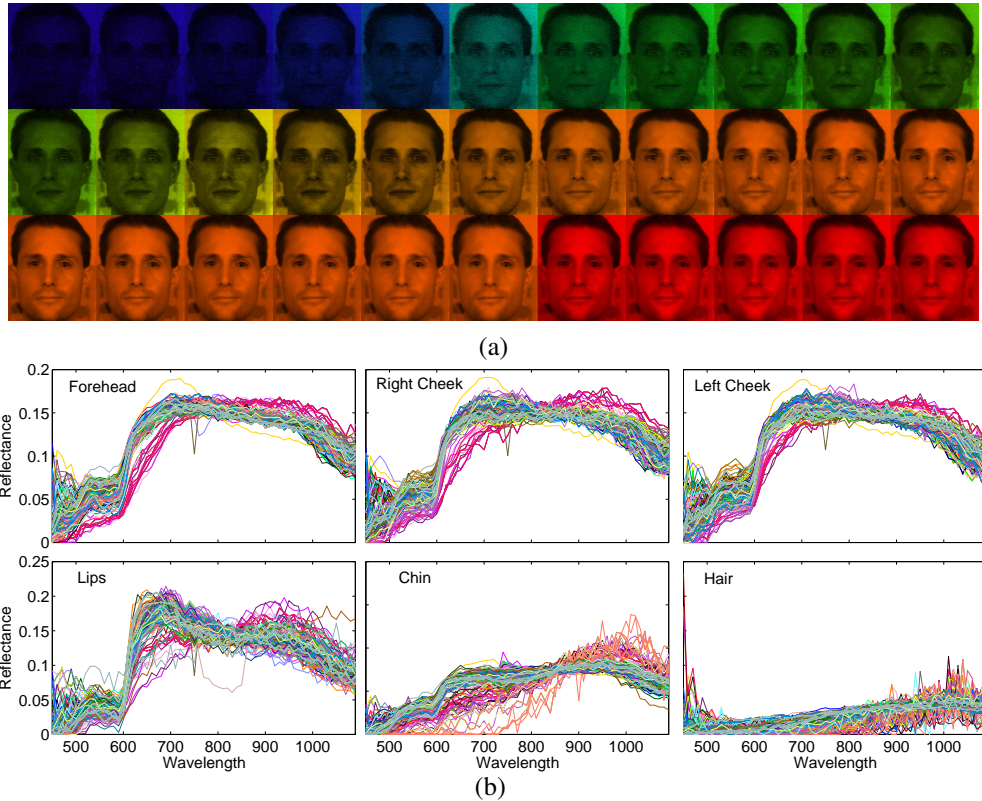 (a)
0.2
0.15
0.1
0.05
0
Reflectance
Forehead
Right Cheek
Left Cheek
0.25
0.2
0.15
0.1
0.05
0
Reflectance
Lips
Chin
Hair
500 600 700 800 900 1000
500 600 700 800 900 1000
500 600 700 800 900 1000
Wavelength
Wavelength
Wavelength
(b)